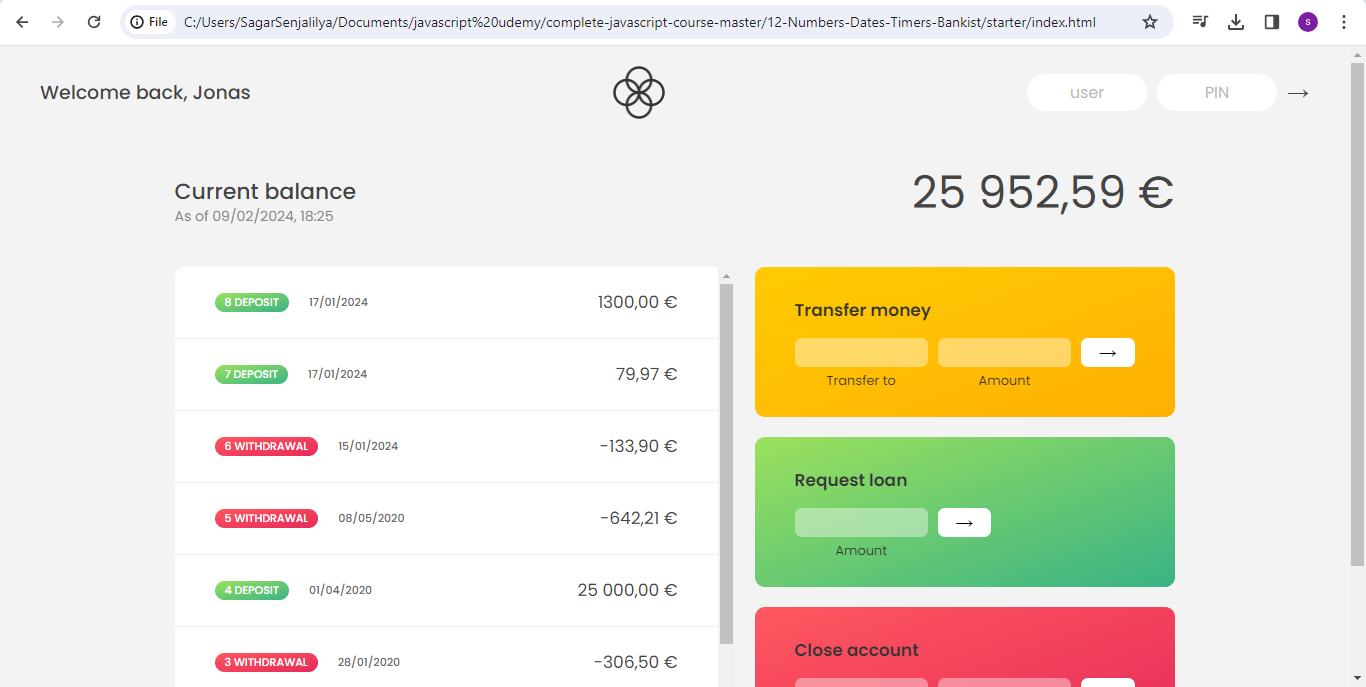 File C:/Users/SagarSenjalilya/Documents/javascript%20udemy/complete-javascript-course-master/12-Numbers-Dates-Timers-Bankist/starter/index.html s
Welcome back, Jonas user PIN →
Current balance 25 952,59 €
As of 09/02/2024, 18:25
8 DEPOSIT 17/01/2024 1300,00 €
7 DEPOSIT 17/01/2024 79,97 €
6 WITHDRAWAL 15/01/2024 -133,90 €
5 WITHDRAWAL 08/05/2020 -642,21 €
4 DEPOSIT 01/04/2020 25 000,00 €
3 WITHDRAWAL 28/01/2020 -306,50 €
Transfer money
→
Transfer to Amount
Request loan
→
Amount
Close account